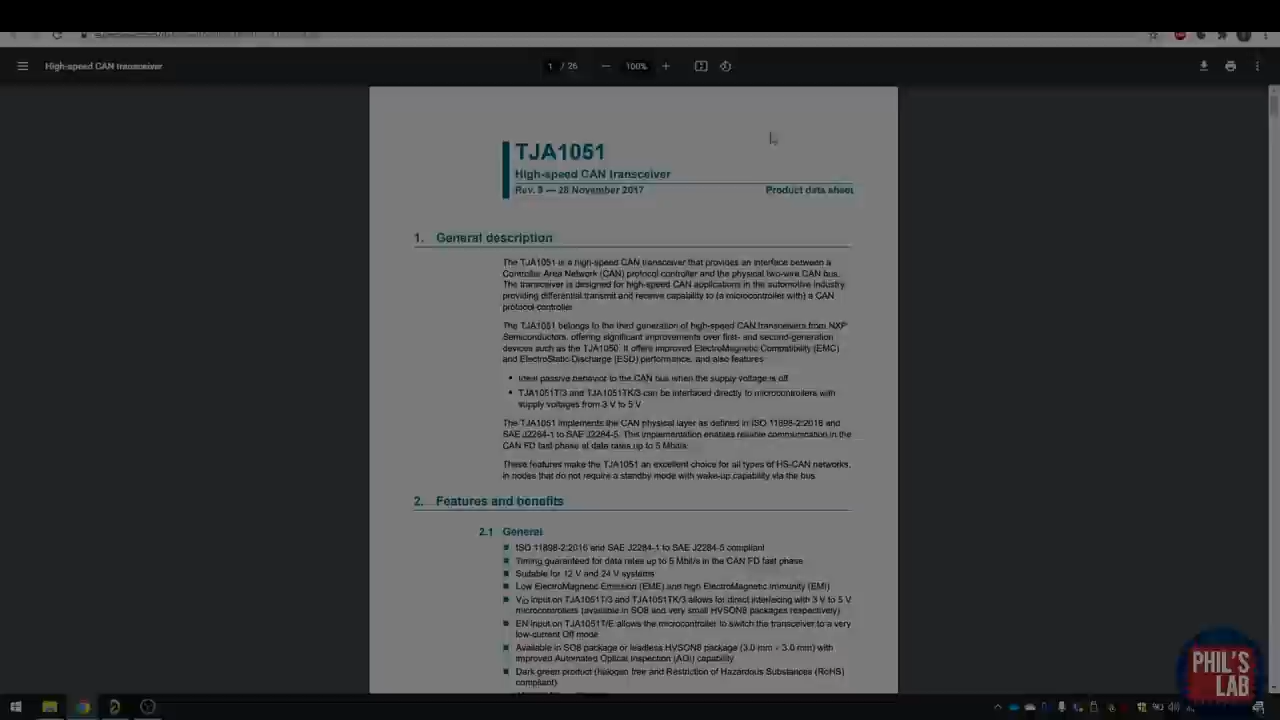 High-speed CAN transceiver
1 / 26
100%
TJA1051
High-speed CAN transceiver
Rev. 9 — 28 November 2017
Product data sheet
1. General description
The TJA1051 is a high-speed CAN transceiver that provides an interface between a
Controller Area Network (CAN) protocol controller and the physical two-wire CAN bus.
The transceiver is designed for high-speed CAN applications in the automotive industry,
providing differential transmit and receive capability to (a microcontroller with) a CAN
protocol controller.
The TJA1051 belongs to the third generation of high-speed CAN transceivers from NXP
Semiconductors, offering significant improvements over first- and second-generation
devices such as the TJA1050. It offers improved ElectroMagnetic Compatibility (EMC)
and ElectroStatic Discharge (ESD) performance, and also features:
• Ideal passive behavior to the CAN bus when the supply voltage is off
• TJA1051T/3 and TJA1051TK/3 can be interfaced directly to microcontrollers with
supply voltages from 3 V to 5 V
The TJA1051 implements the CAN physical layer as defined in ISO 11898-2:2016 and
SAE J2284-1 to SAE J2284-5. This implementation enables reliable communication in the
CAN FD fast phase at data rates up to 5 Mbit/s.
These features make the TJA1051 an excellent choice for all types of HS-CAN networks,
in nodes that do not require a standby mode with wake-up capability via the bus.
2. Features and benefits
2.1 General
■ ISO 11898-2:2016 and SAE J2284-1 to SAE J2284-5 compliant
■ Timing guaranteed for data rates up to 5 Mbit/s in the CAN FD fast phase
■ Suitable for 12 V and 24 V systems
■ Low ElectroMagnetic Emission (EME) and high ElectroMagnetic Immunity (EMI)
■ VIO input on TJA1051T/3 and TJA1051TK/3 allows for direct interfacing with 3 V to 5 V
microcontrollers (available in SO8 and very small HVSON8 packages respectively)
■ EN input on TJA1051T/E allows the microcontroller to switch the transceiver to a very
low-current Off mode
■ Available in SO8 package or leadless HVSON8 package (3.0 mm × 3.0 mm) with
improved Automated Optical Inspection (AOI) capability
■ Dark green product (halogen free and Restriction of Hazardous Substances (RoHS)
compliant)
PHIL'S
LAB